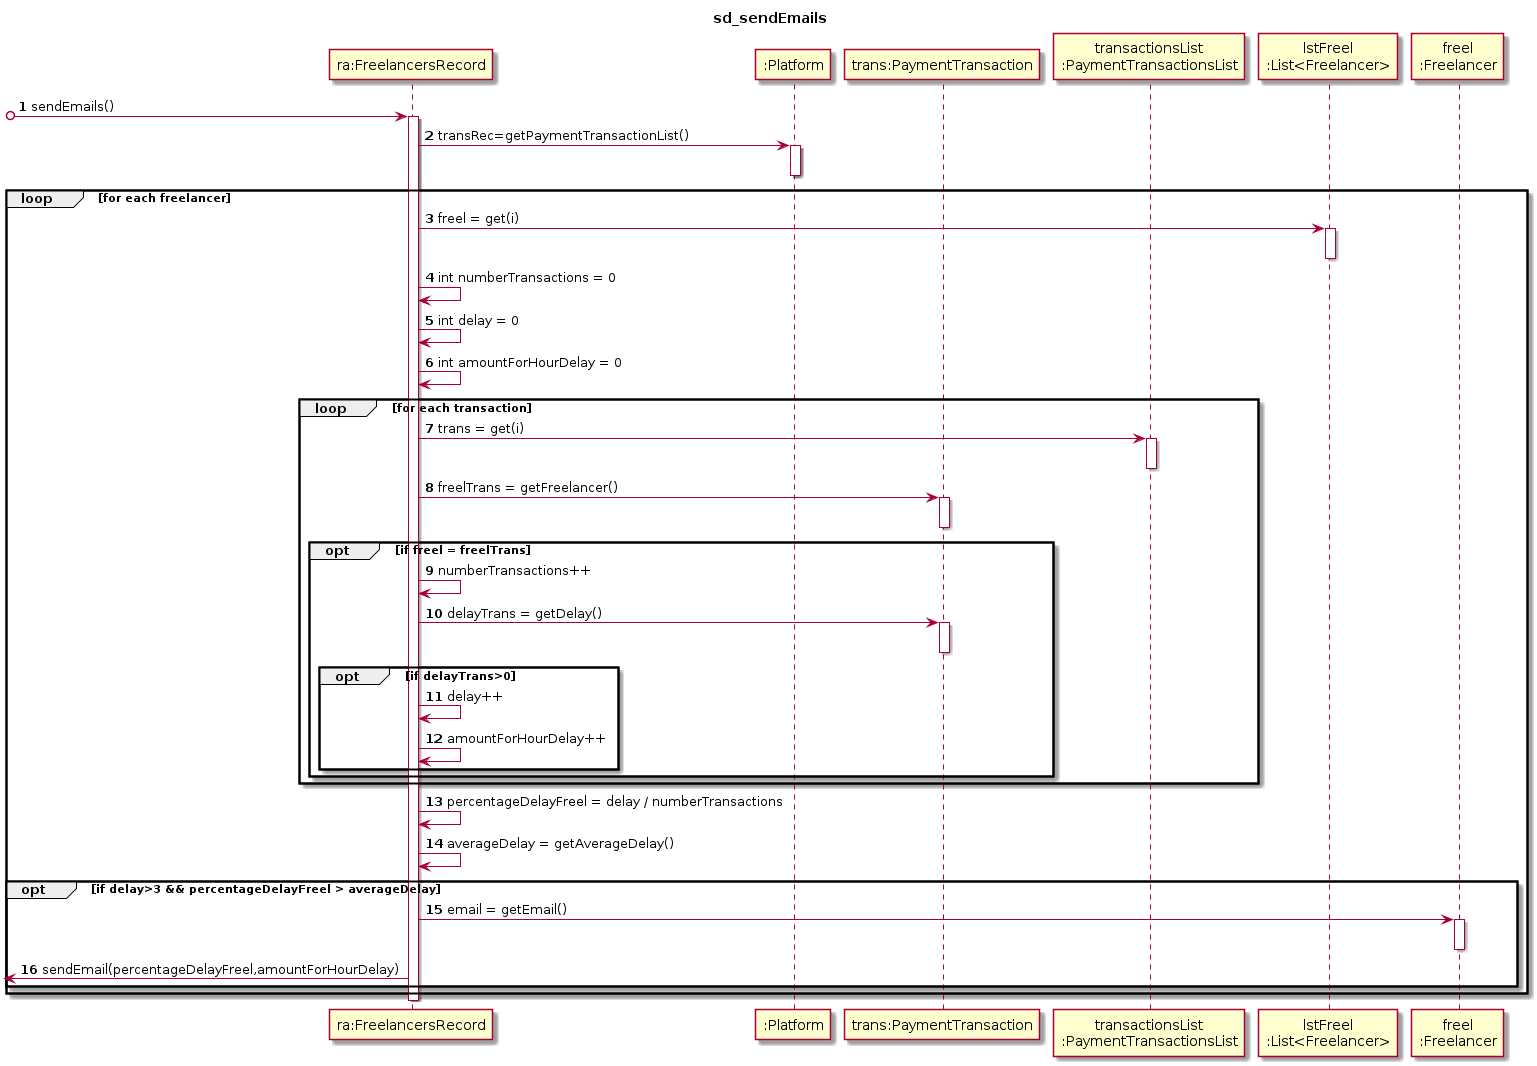 sd_sendEmails
ra:FreelancersRecord
:Platform
trans:PaymentTransaction
transactionsList
:PaymentTransactionsList
lstFreel
:List<Freelancer>
freel
:Freelancer
1 sendEmails()
2 transRec=getPaymentTransactionList()
loop [for each freelancer]
3 freel = get(i)
4 int numberTransactions = 0
5 int delay = 0
6 int amountForHourDelay = 0
loop [for each transaction]
7 trans = get(i)
8 freelTrans = getFreelancer()
opt [if freel = freelTrans]
9 numberTransactions++
10 delayTrans = getDelay()
opt [if delayTrans>0]
11 delay++
12 amountForHourDelay++
13 percentageDelayFreel = delay / numberTransactions
14 averageDelay = getAverageDelay()
opt [if delay>3 && percentageDelayFreel > averageDelay]
15 email = getEmail()
16 sendEmail(percentageDelayFreel,amountForHourDelay)
ra:FreelancersRecord
:Platform
trans:PaymentTransaction
transactionsList
:PaymentTransactionsList
lstFreel
:List<Freelancer>
freel
:Freelancer